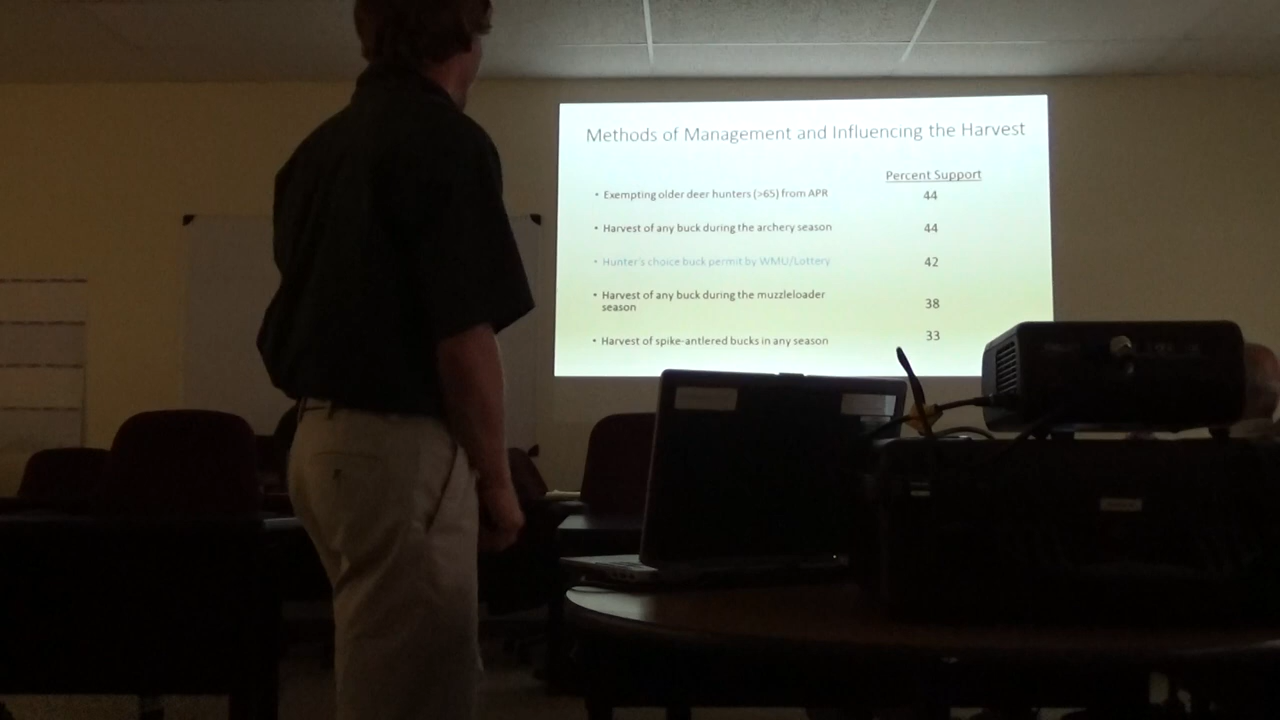 Methods of Management and Influencing the Harvest
Percent Support
• Exempting older deer hunters (>65) from APR 44
• Harvest of any buck during the archery season 44
• Hunter's choice buck permit by WMU/Lottery 42
• Harvest of any buck during the muzzleloader
season 38
• Harvest of spike-antlered bucks in any season 33